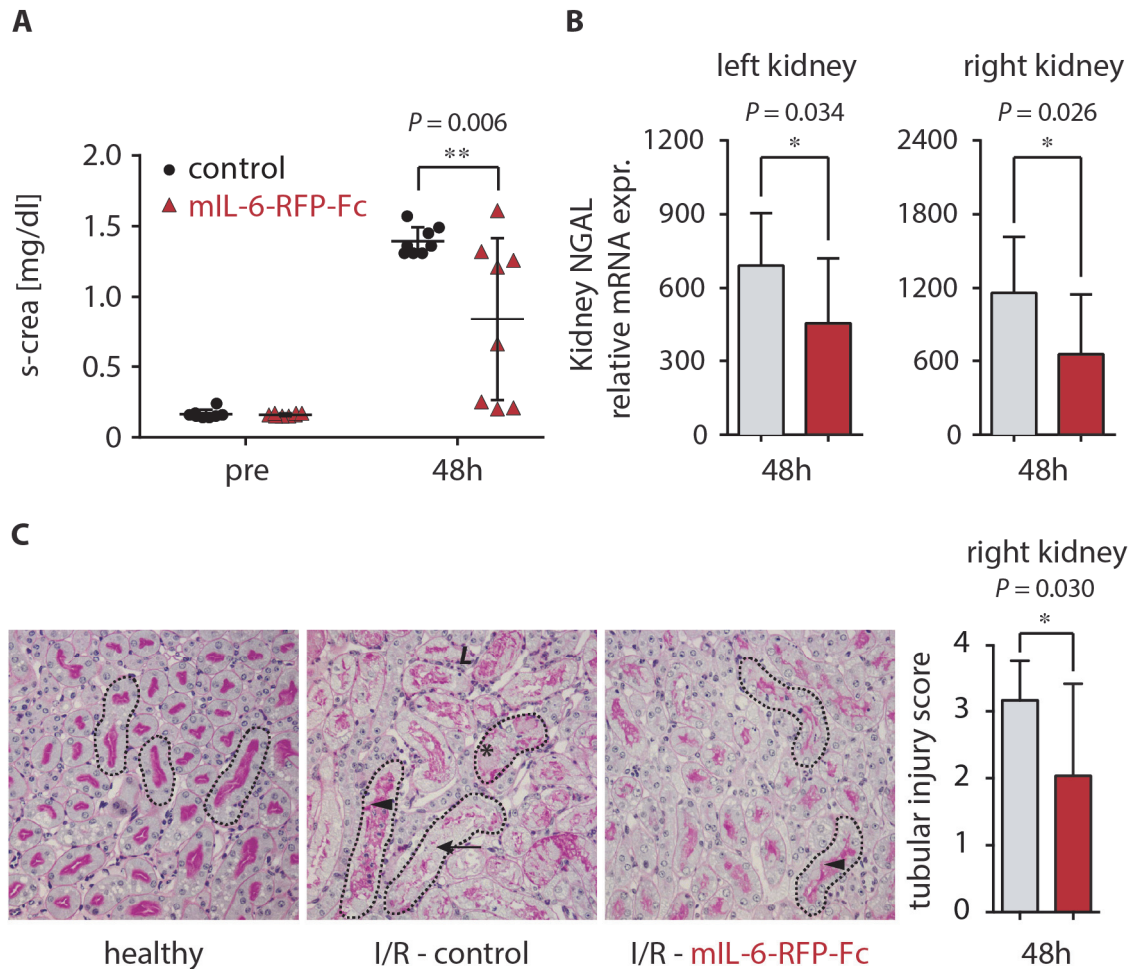 A
P = 0.006
**
s-crea [mg/dl]
2.0
1.5
1.0
0.5
0
control
mIL-6-RFP-Fc
pre
48h
B
left kidney
P = 0.034
*
Kidney NGAL
relative mRNA expr.
1200
900
600
300
0
48h
right kidney
P = 0.026
*
2400
1800
1200
600
0
48h
C
L
*
healthy
I/R - control
I/R - mIL-6-RFP-Fc
right kidney
P = 0.030
*
tubular injury score
4
3
2
1
0
48h